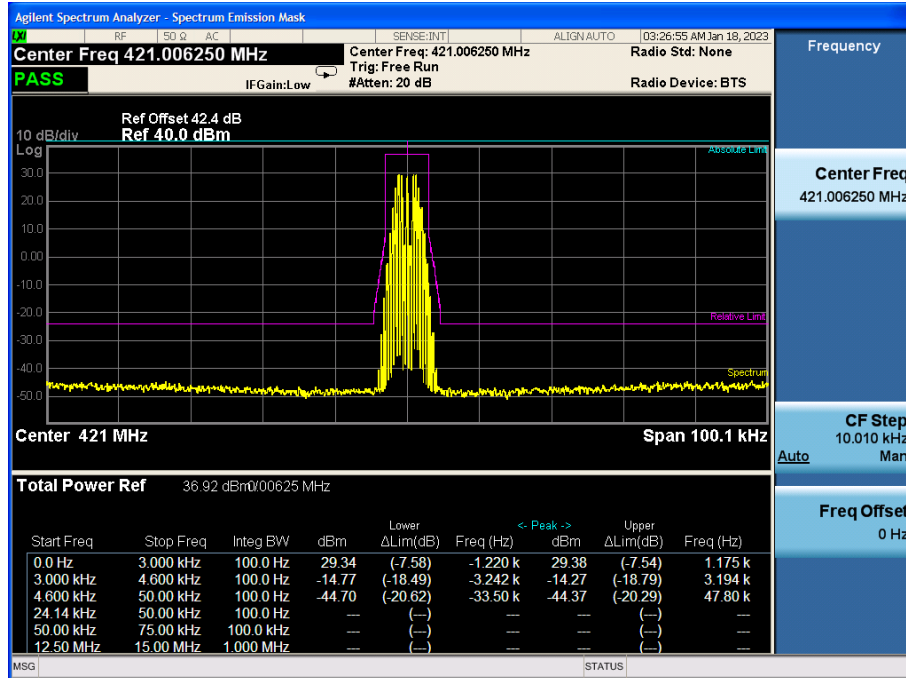 Agilent Spectrum Analyzer - Spectrum Emission Mask
LXI RF 50 Ω AC SENSE:INT ALIGN AUTO 03:26:55 AM Jan 18, 2023
Center Freq 421.006250 MHz Center Freq: 421.006250 MHz Radio Std: None
Trig: Free Run
PASS IFGain:Low #Atten: 20 dB Radio Device: BTS
Frequency
Ref Offset 42.4 dB
10 dB/div Ref 40.0 dBm
Log
Absolute Limit
30.0
20.0
10.0
0.00
-10.0
-20.0
Relative Limit
-30.0
-40.0
Spectrum
-50.0
Center 421 MHz Span 100.1 kHz
Center Freq
421.006250 MHz
CF Step
10.010 kHz
Auto Man
Freq Offset
0 Hz
Total Power Ref 36.92 dBm/0.00625 MHz
Lower <- Peak -> Upper
Start Freq Stop Freq Integ BW dBm ΔLim(dB) Freq (Hz) dBm ΔLim(dB) Freq (Hz)
0.0 Hz 3.000 kHz 100.0 Hz 29.34 (-7.58) -1.220 k 29.38 (-7.54) 1.175 k
3.000 kHz 4.600 kHz 100.0 Hz -14.77 (-18.49) -3.242 k -14.27 (-18.79) 3.194 k
4.600 kHz 50.00 kHz 100.0 Hz -44.70 (-20.62) -33.50 k -44.37 (-20.29) 47.80 k
24.14 kHz 50.00 kHz 100.0 Hz --- (---) --- --- (---) ---
50.00 kHz 75.00 kHz 100.0 kHz --- (---) --- --- (---) ---
12.50 MHz 15.00 MHz 1.000 MHz --- (---) --- --- (---) ---
MSG STATUS